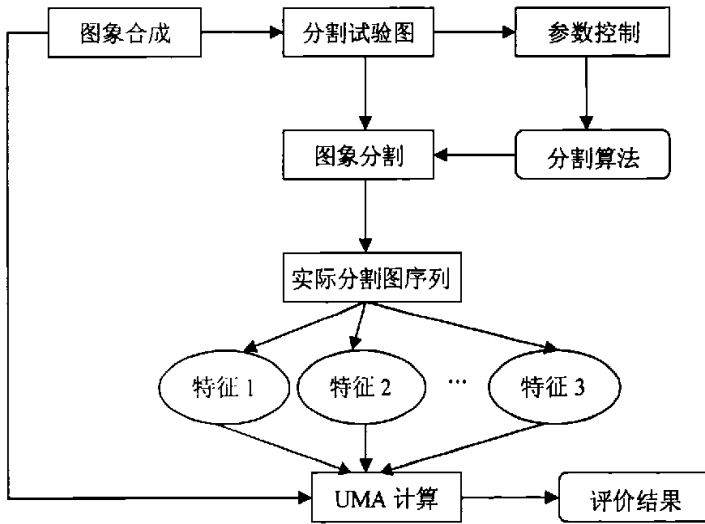 图象合成
分割试验图
参数控制
图象分割
分割算法
实际分割图序列
特征 1
特征 2
...
特征 3
UMA 计算
评价结果